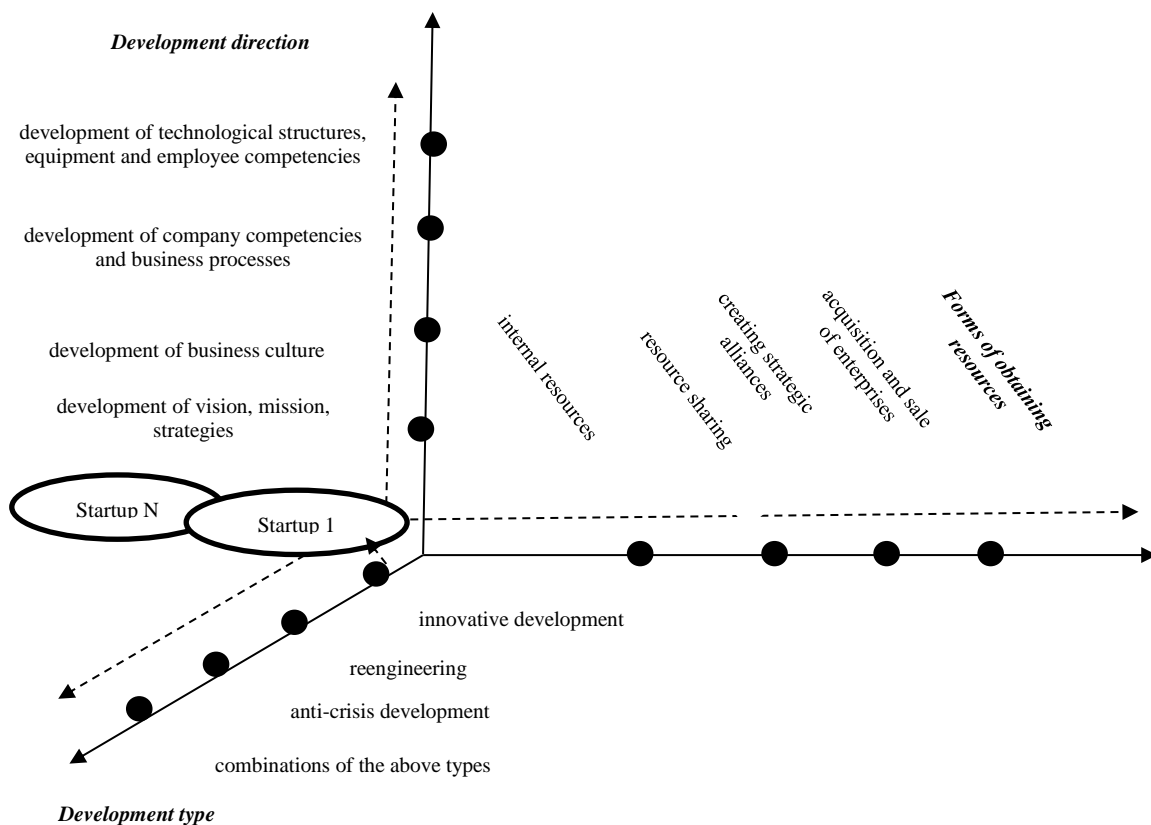 Development direction
development of technological structures,
equipment and employee competencies
development of company competencies
and business processes
development of business culture
development of vision, mission,
strategies
internal resources
resource sharing
creating strategic
alliances
acquisition and sale
of enterprises
Forms of obtaining
resources
Startup N
Startup 1
innovative development
reengineering
anti-crisis development
combinations of the above types
Development type